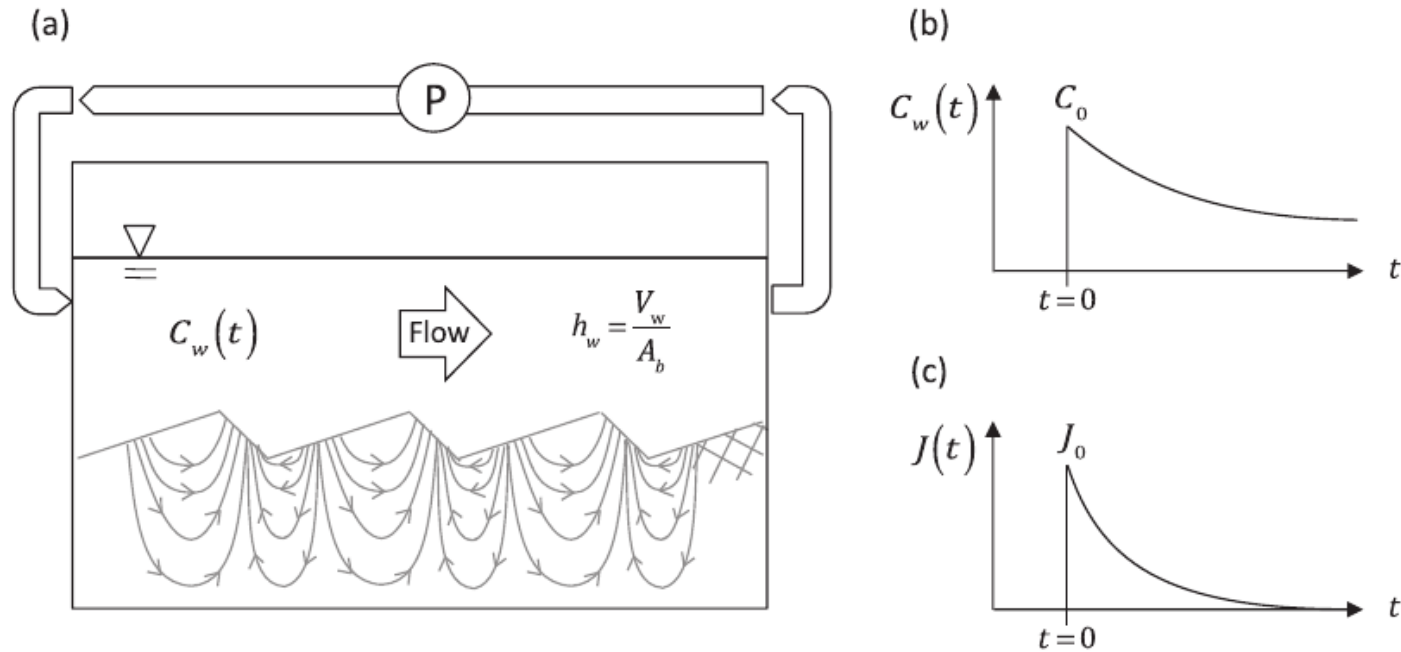 (a)
P
C_w(t)
Flow
h_w = V_w / A_b
(b)
C_w(t)
C_0
t
t = 0
(c)
J(t)
J_0
t
t = 0